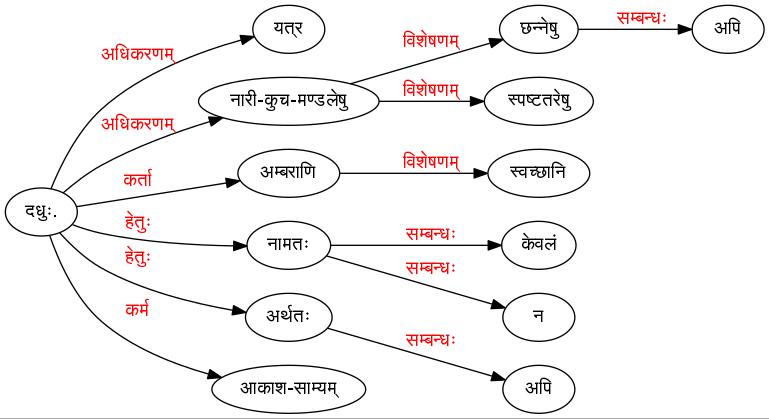 यत्र
छन्नेषु
सम्बन्धः
अपि
अधिकरणम्
विशेषणम्
नारी-कुच-मण्डलेषु
विशेषणम्
स्पष्टतरेषु
अधिकरणम्
कर्ता
अम्बराणि
विशेषणम्
स्वच्छानि
दधुः.
हेतुः
नामतः
सम्बन्धः
केवलं
हेतुः
सम्बन्धः
न
अर्थतः
कर्म
सम्बन्धः
आकाश-साम्यम्
अपि